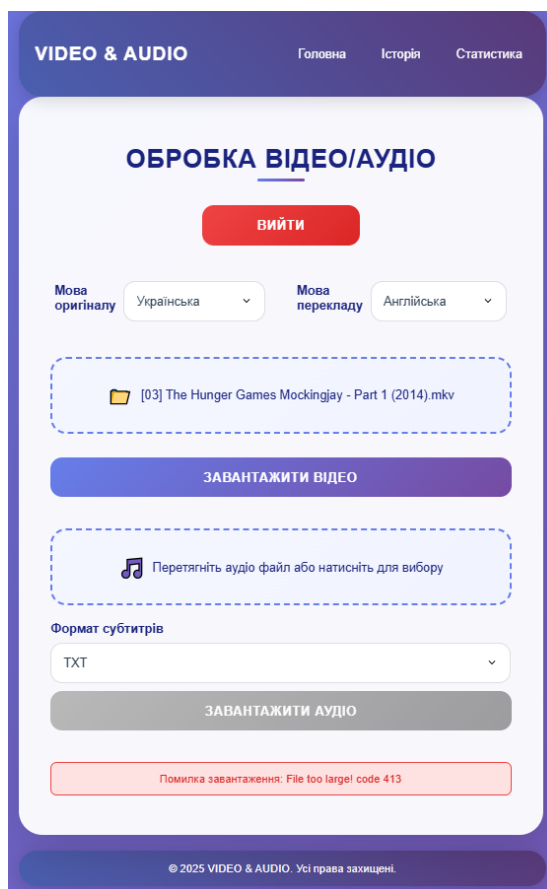 VIDEO & AUDIO
Головна Історія Статистика
ОБРОБКА ВІДЕО/АУДІО
ВИЙТИ
Мова
оригіналу
Українська
Мова
перекладу
Англійська
[03] The Hunger Games Mockingjay - Part 1 (2014).mkv
ЗАВАНТАЖИТИ ВІДЕО
Перетягніть аудіо файл або натисніть для вибору
Формат субтитрів
TXT
ЗАВАНТАЖИТИ АУДІО
Помилка завантаження: File too large! code 413
© 2025 VIDEO & AUDIO. Усі права захищені.